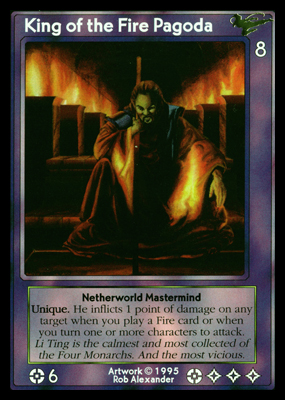 King of the Fire Pagoda
8
Netherworld Mastermind
Unique. He inflicts 1 point of damage on any
target when you play a Fire card or when
you turn one or more characters to attack.
Li Ting is the calmest and most collected of
the Four Monarchs. And the most vicious.
6
Artwork © 1995
Rob Alexander